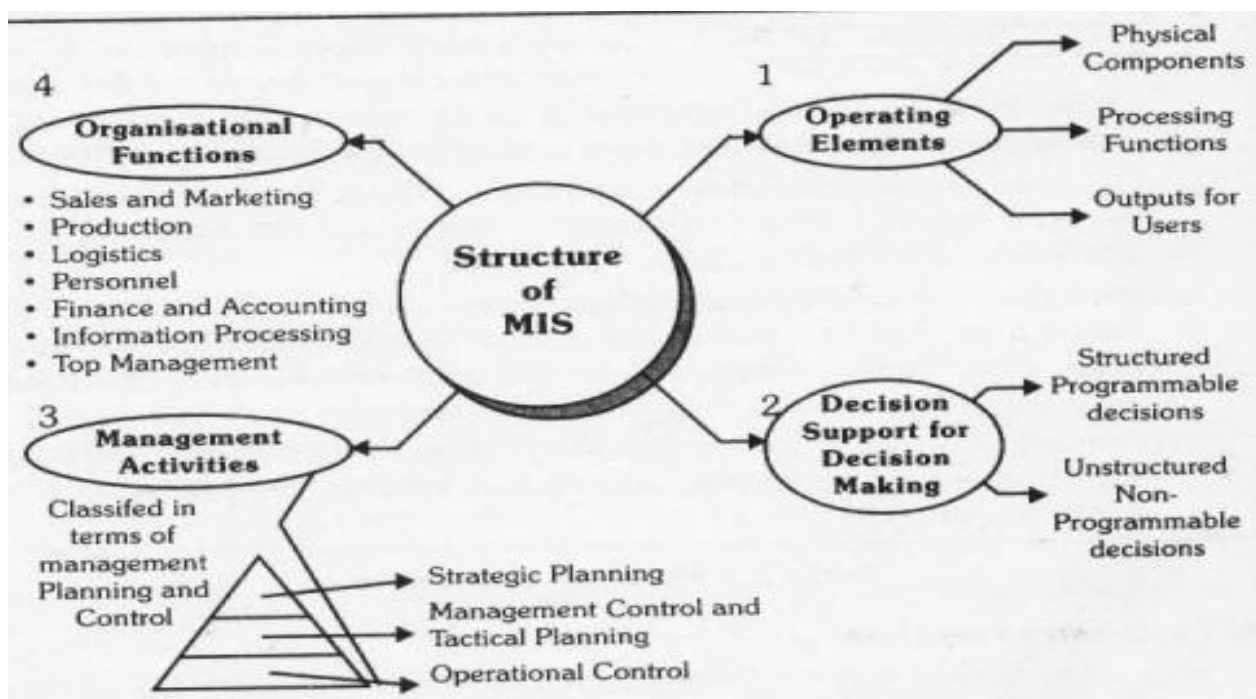 Structure
of
MIS
1
Operating
Elements
Physical
Components
Processing
Functions
Outputs for
Users
2
Decision
Support for
Decision
Making
Structured
Programmable
decisions
Unstructured
Non-
Programmable
decisions
3
Management
Activities
Classifed in
terms of
management
Planning and
Control
Strategic Planning
Management Control and
Tactical Planning
Operational Control
4
Organisational
Functions
• Sales and Marketing
• Production
• Logistics
• Personnel
• Finance and Accounting
• Information Processing
• Top Management